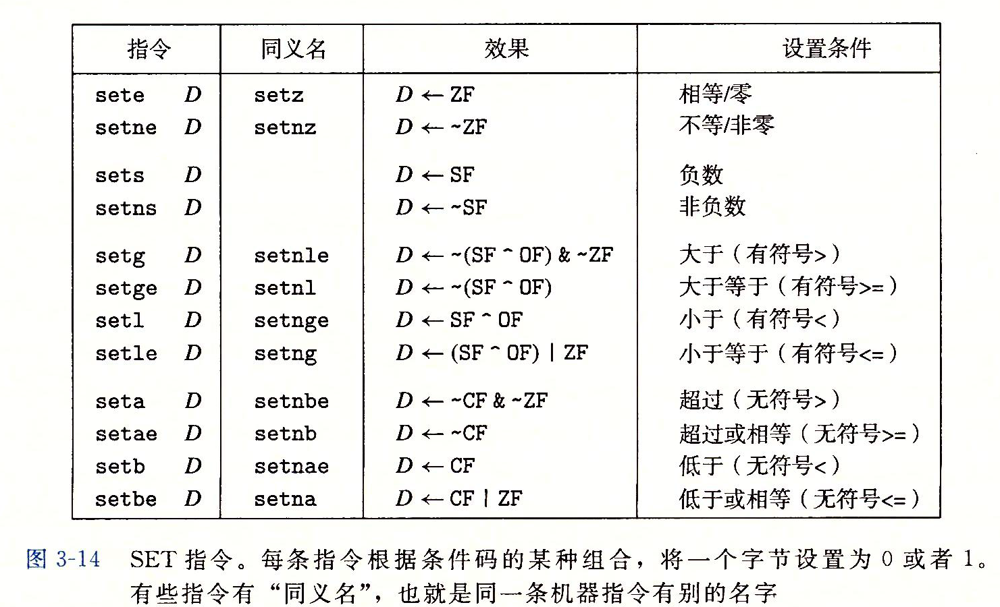 指令 同义名 效果 设置条件
sete D setz D ← ZF 相等/零
setne D setnz D ← ~ZF 不等/非零
sets D D ← SF 负数
setns D D ← ~SF 非负数
setg D setnle D ← ~(SF ^ OF) & ~ZF 大于（有符号>）
setge D setnl D ← ~(SF ^ OF) 大于等于（有符号>=）
setl D setnge D ← SF ^ OF 小于（有符号<）
setle D setng D ← (SF ^ OF) | ZF 小于等于（有符号<=）
seta D setnbe D ← ~CF & ~ZF 超过（无符号>）
setae D setnb D ← ~CF 超过或相等（无符号>=）
setb D setnae D ← CF 低于（无符号<）
setbe D setna D ← CF | ZF 低于或相等（无符号<=）
图 3-14 SET 指令。每条指令根据条件码的某种组合，将一个字节设置为 0 或者 1。
有些指令有“同义名”，也就是同一条机器指令有别的名字